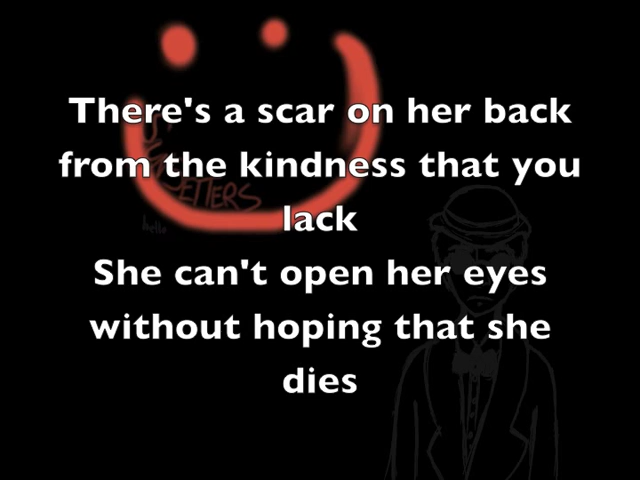 There's a scar on her back
from the kindness that you
lack
She can't open her eyes
without hoping that she
dies
hello